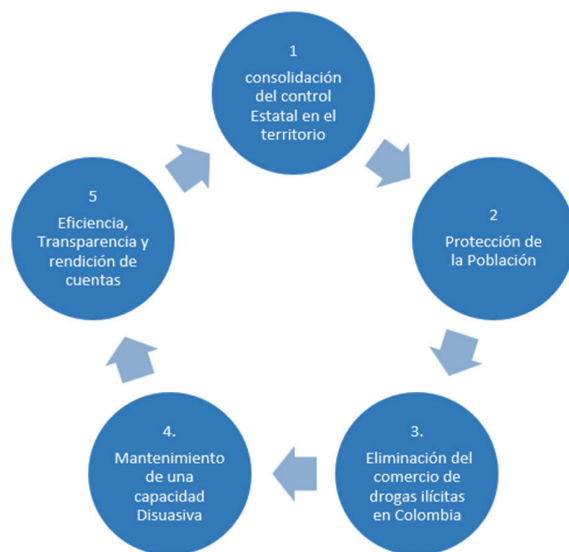 1
consolidación
del control
Estatal en el
territorio
2
Protección de
la Población
3.
Eliminación del
comercio de
drogas ilícitas
en Colombia
4.
Mantenimiento
de una
capacidad
Disuasiva
5
Eficiencia,
Transparencia y
rendición de
cuentas